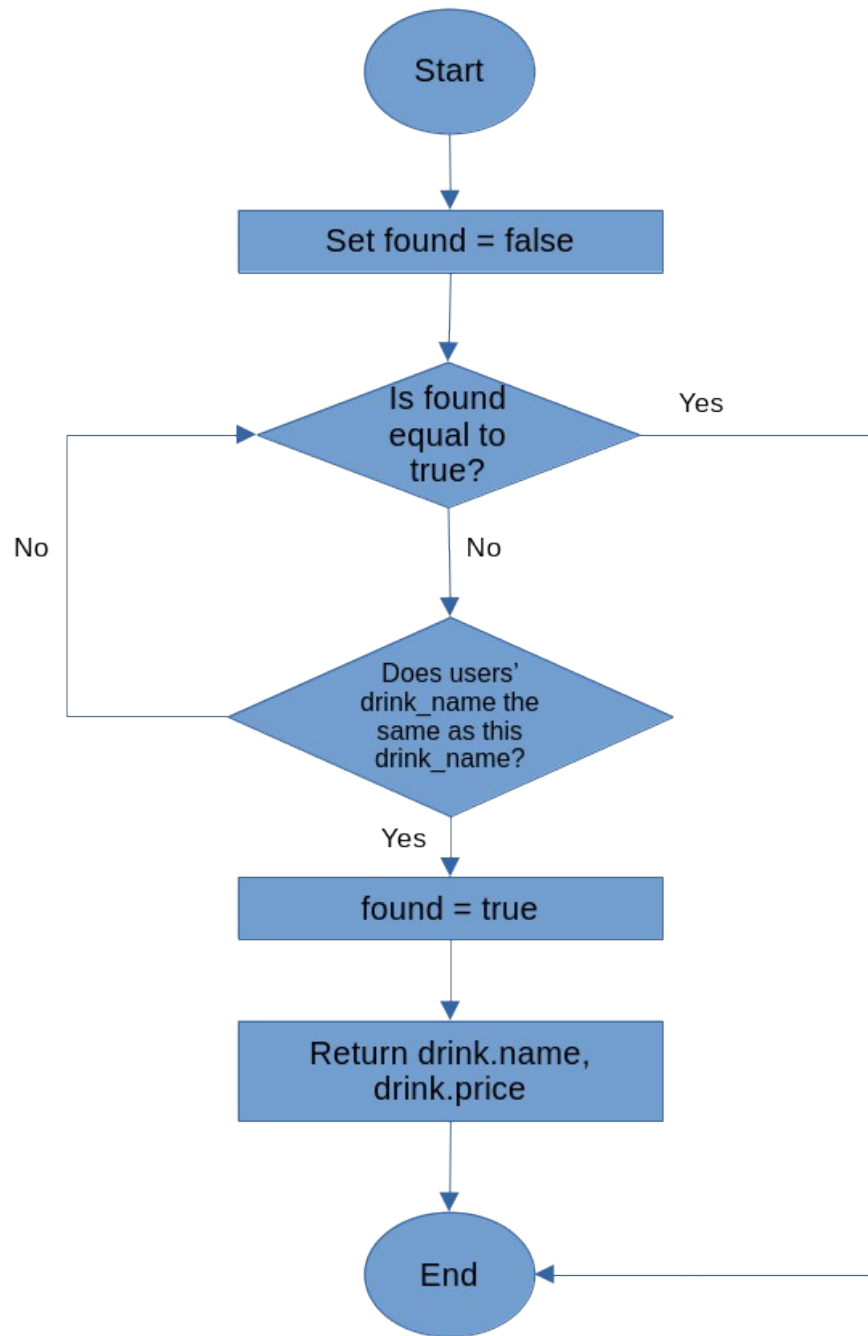 Start
Set found = false
Is found
equal to
true?
Yes
No
No
Does users’
drink_name the
same as this
drink_name?
Yes
found = true
Return drink.name,
drink.price
End